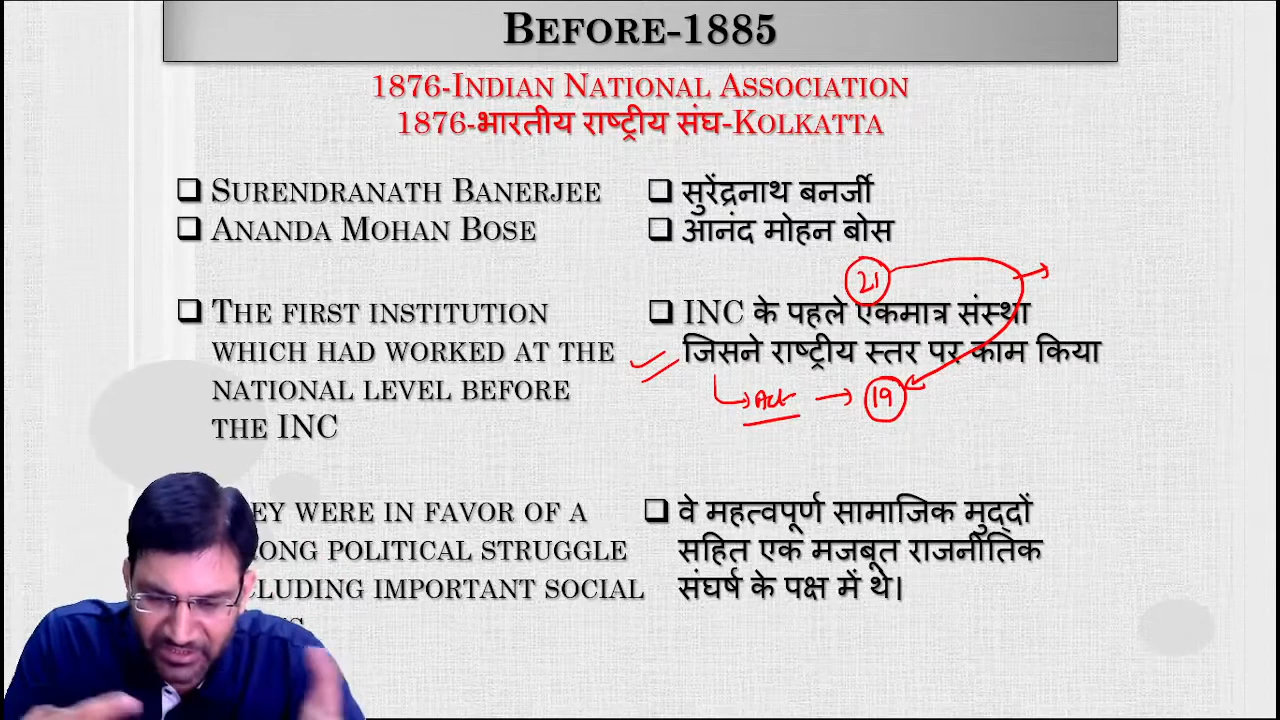 BEFORE-1885
1876-INDIAN NATIONAL ASSOCIATION
1876-भारतीय राष्ट्रीय संघ-KOLKATTA
SURENDRANATH BANERJEE
ANANDA MOHAN BOSE
THE FIRST INSTITUTION
WHICH HAD WORKED AT THE
NATIONAL LEVEL BEFORE
THE INC
EY WERE IN FAVOR OF A
ONG POLITICAL STRUGGLE
CLUDING IMPORTANT SOCIAL
सुरेंद्रनाथ बनर्जी
आनंद मोहन बोस
21
INC के पहले एकमात्र संस्था
जिसने राष्ट्रीय स्तर पर काम किया
Act 19
वे महत्वपूर्ण सामाजिक मुद्दों
सहित एक मजबूत राजनीतिक
संघर्ष के पक्ष में थे।